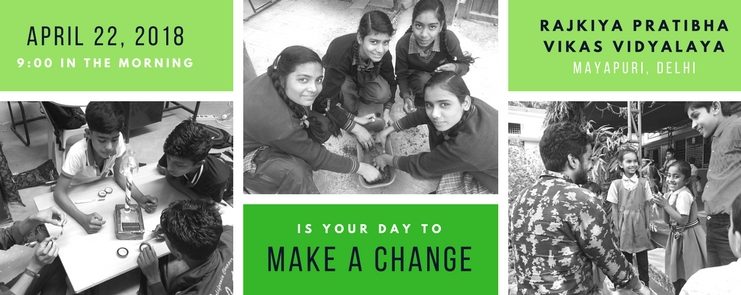 APRIL 22, 2018
9:00 IN THE MORNING
RAJKIYA PRATIBHA
VIKAS VIDYALAYA
MAYAPURI, DELHI
IS YOUR DAY TO
MAKE A CHANGE